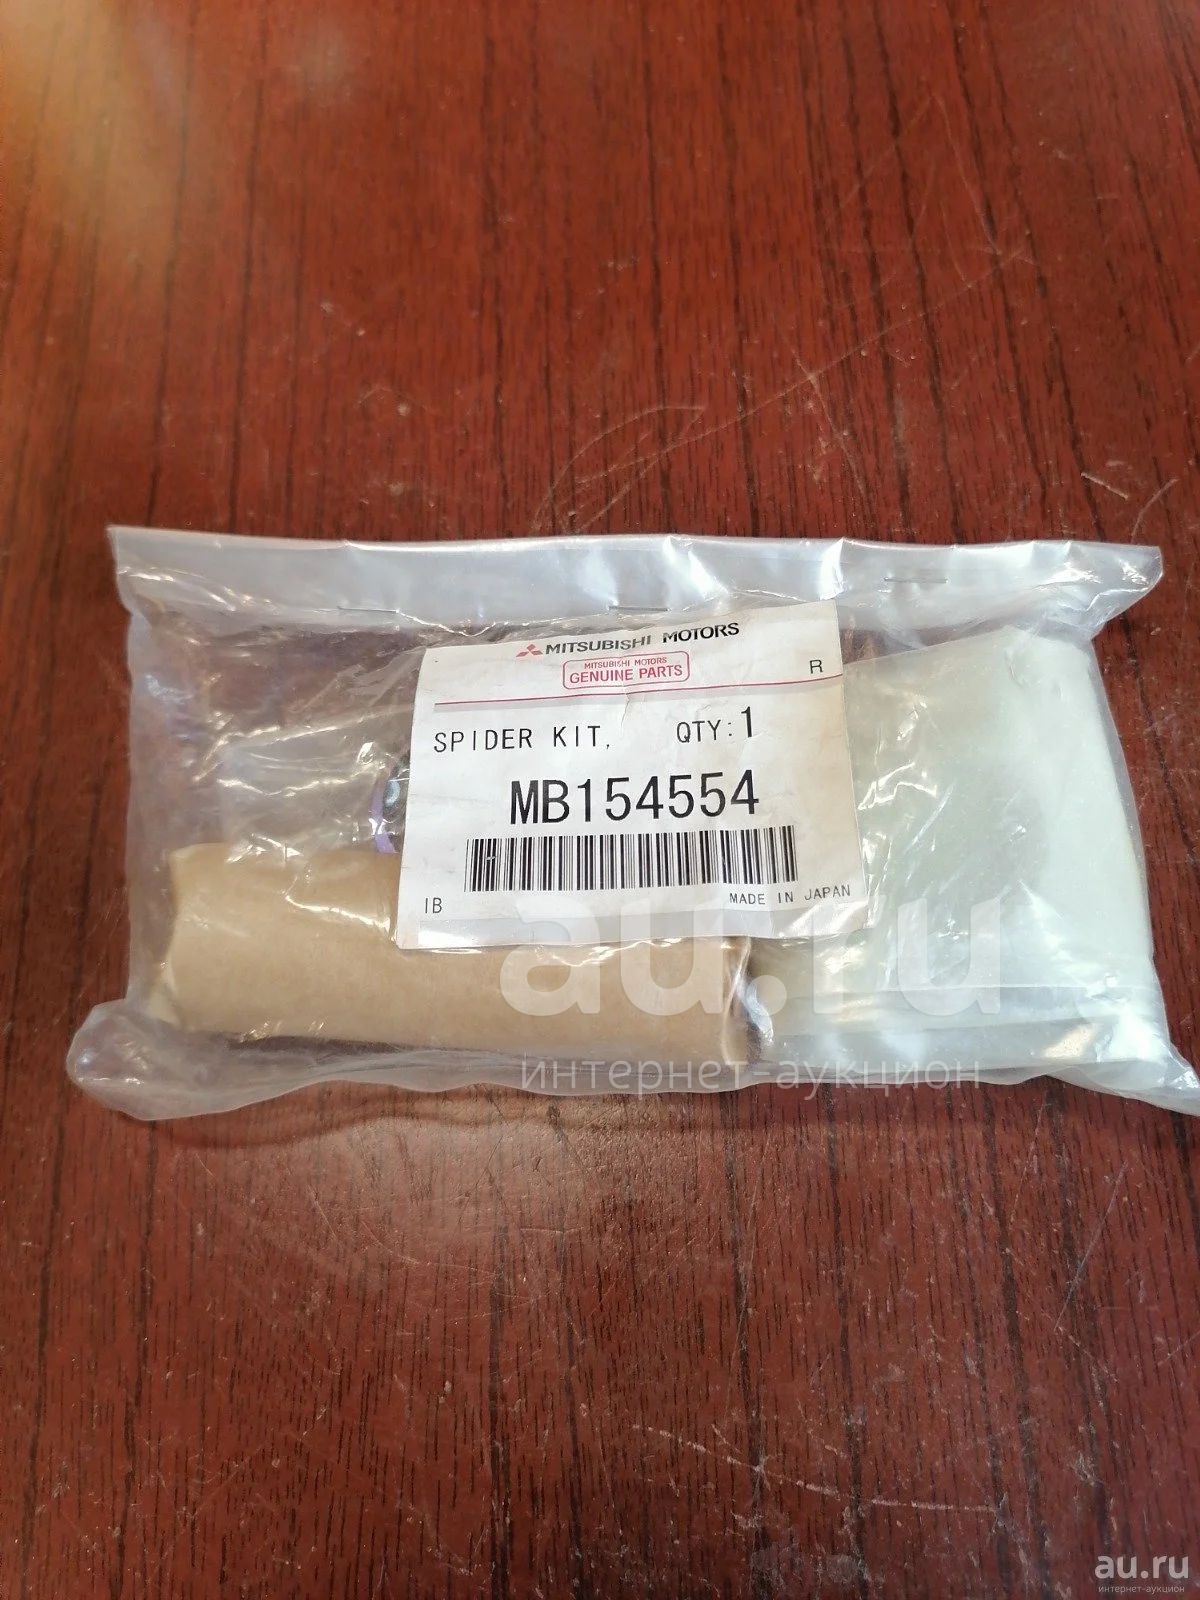 MITSUBISHI MOTORS
MITSUBISHI MOTORS
GENUINE PARTS
R
SPIDER KIT, QTY:1
MB154554
IB MADE IN JAPAN
au.ru
интернет-аукцион
au.ru
интернет-аукцион